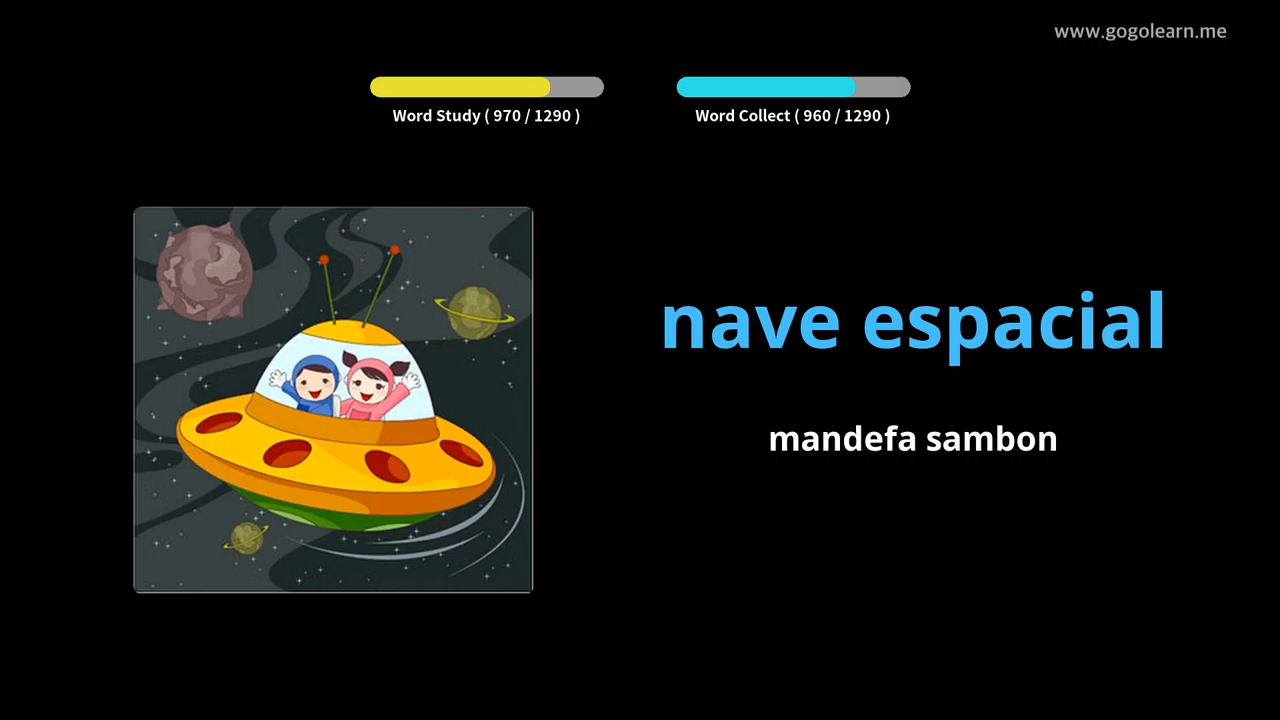 www.gogolearn.me
Word Study ( 970 / 1290 )
Word Collect ( 960 / 1290 )
nave espacial
mandefa sambon